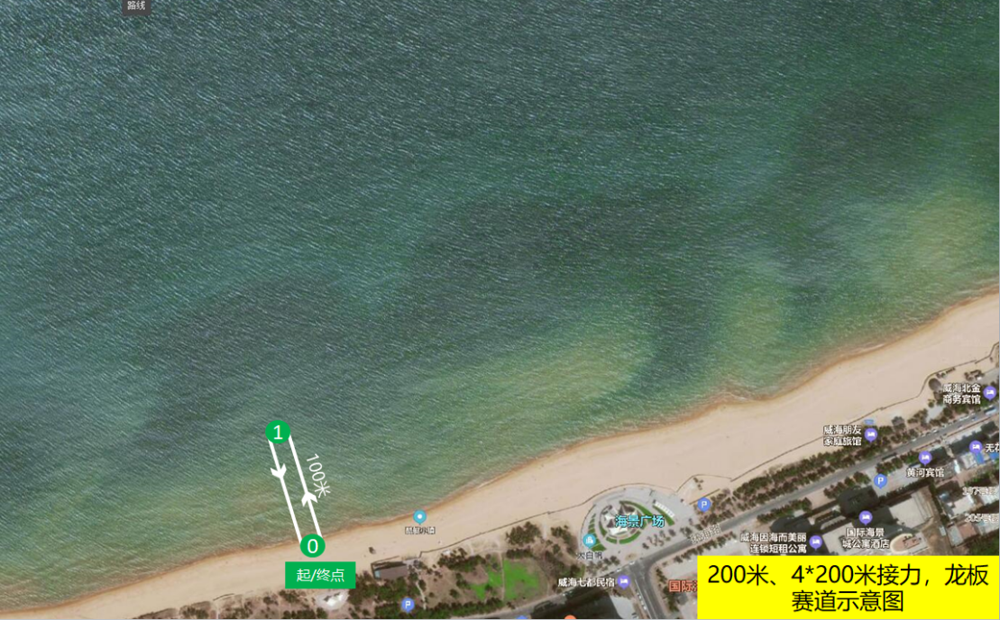 路线
1
100米
0
起/终点
威海北金
商务宾馆
威海朋友
家庭旅馆
黄河宾馆
P
海景广场
P
国际海景
城公寓酒店
威海因海而美丽
连锁短租公寓
大白帆
威海七都民宿
P
200米、4*200米接力，龙板
赛道示意图